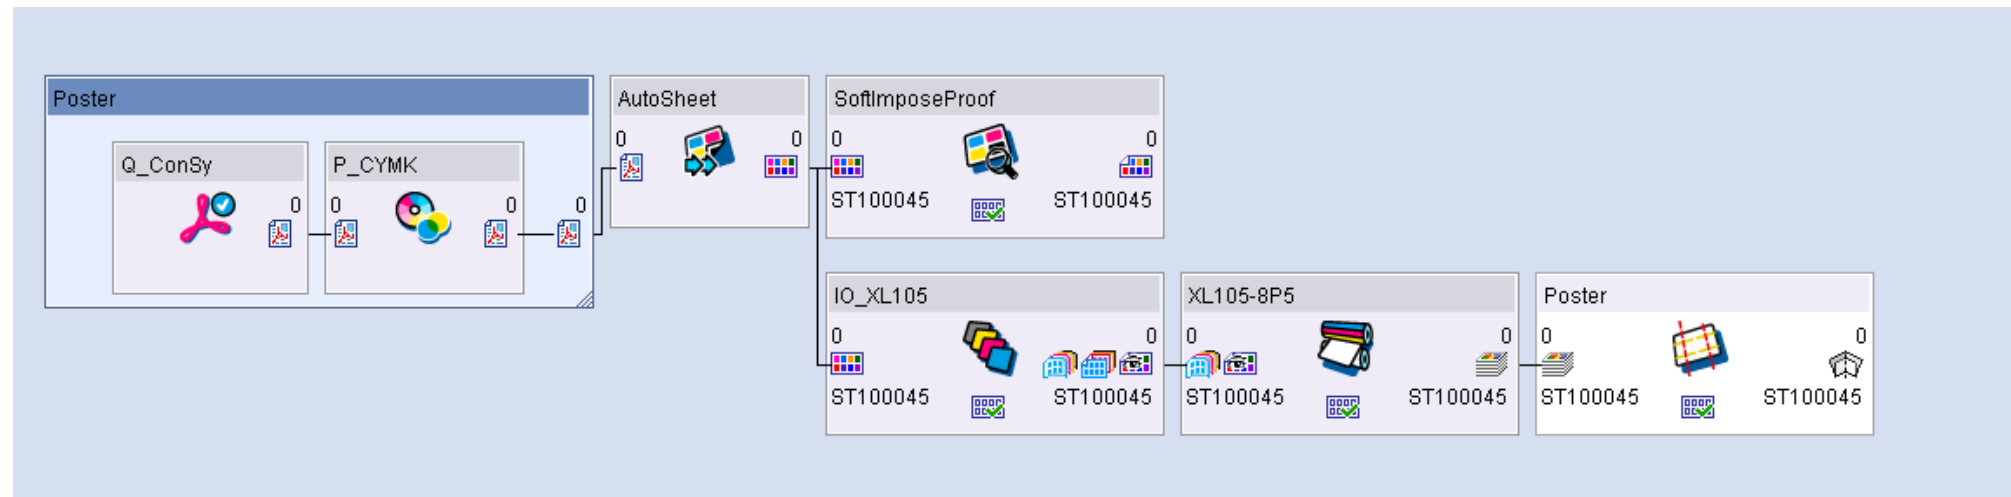 Poster
Q_ConSy
0
P_CYMK
0
0
0
AutoSheet
0
0
SoftImposeProof
0
0
ST100045
ST100045
IO_XL105
0
0
ST100045
ST100045
XL105-8P5
0
0
ST100045
ST100045
Poster
0
0
ST100045
ST100045